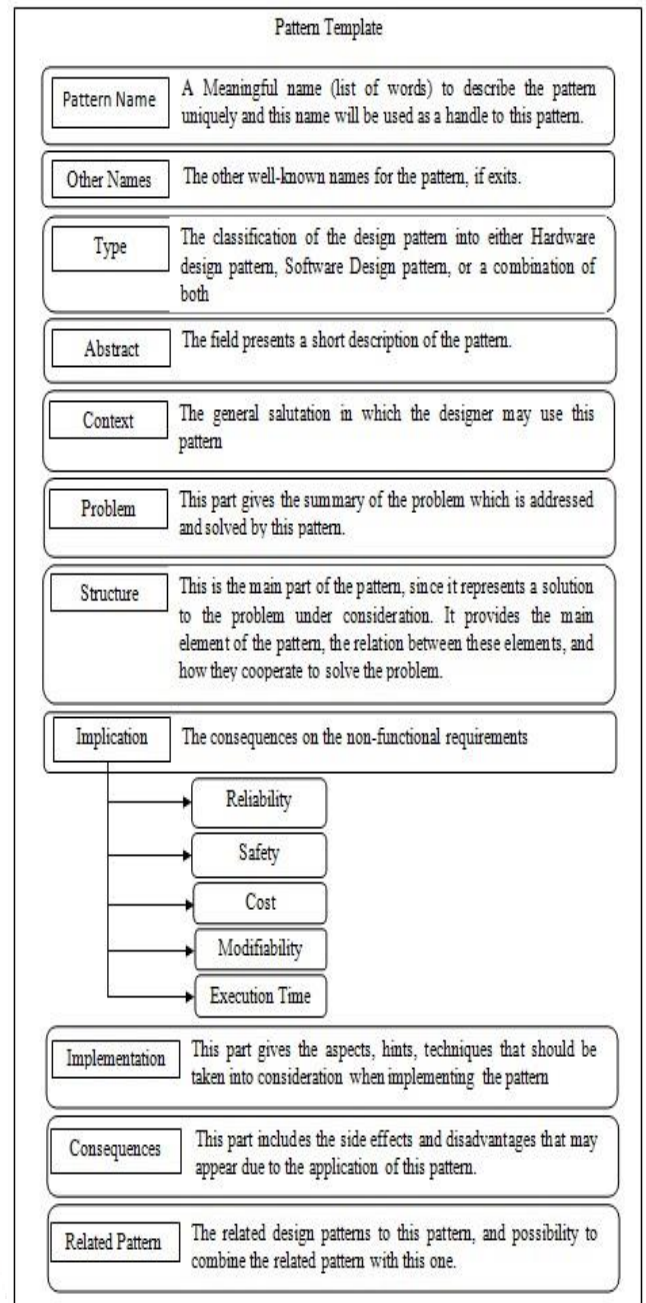 Pattern Template
Pattern Name
A Meaningful name (list of words) to describe the pattern
uniquely and this name will be used as a handle to this pattern.
Other Names
The other well-known names for the pattern, if exits.
Type
The classification of the design pattern into either Hardware
design pattern, Software Design pattern, or a combination of
both
Abstract
The field presents a short description of the pattern.
Context
The general salutation in which the designer may use this
pattern
Problem
This part gives the summary of the problem which is addressed
and solved by this pattern.
Structure
This is the main part of the pattern, since it represents a solution
to the problem under consideration. It provides the main
element of the pattern, the relation between these elements, and
how they cooperate to solve the problem.
Implication
The consequences on the non-functional requirements
Reliability
Safety
Cost
Modifiability
Execution Time
Implementation
This part gives the aspects, hints, techniques that should be
taken into consideration when implementing the pattern
Consequences
This part includes the side effects and disadvantages that may
appear due to the application of this pattern.
Related Pattern
The related design patterns to this pattern, and possibility to
combine the related pattern with this one.